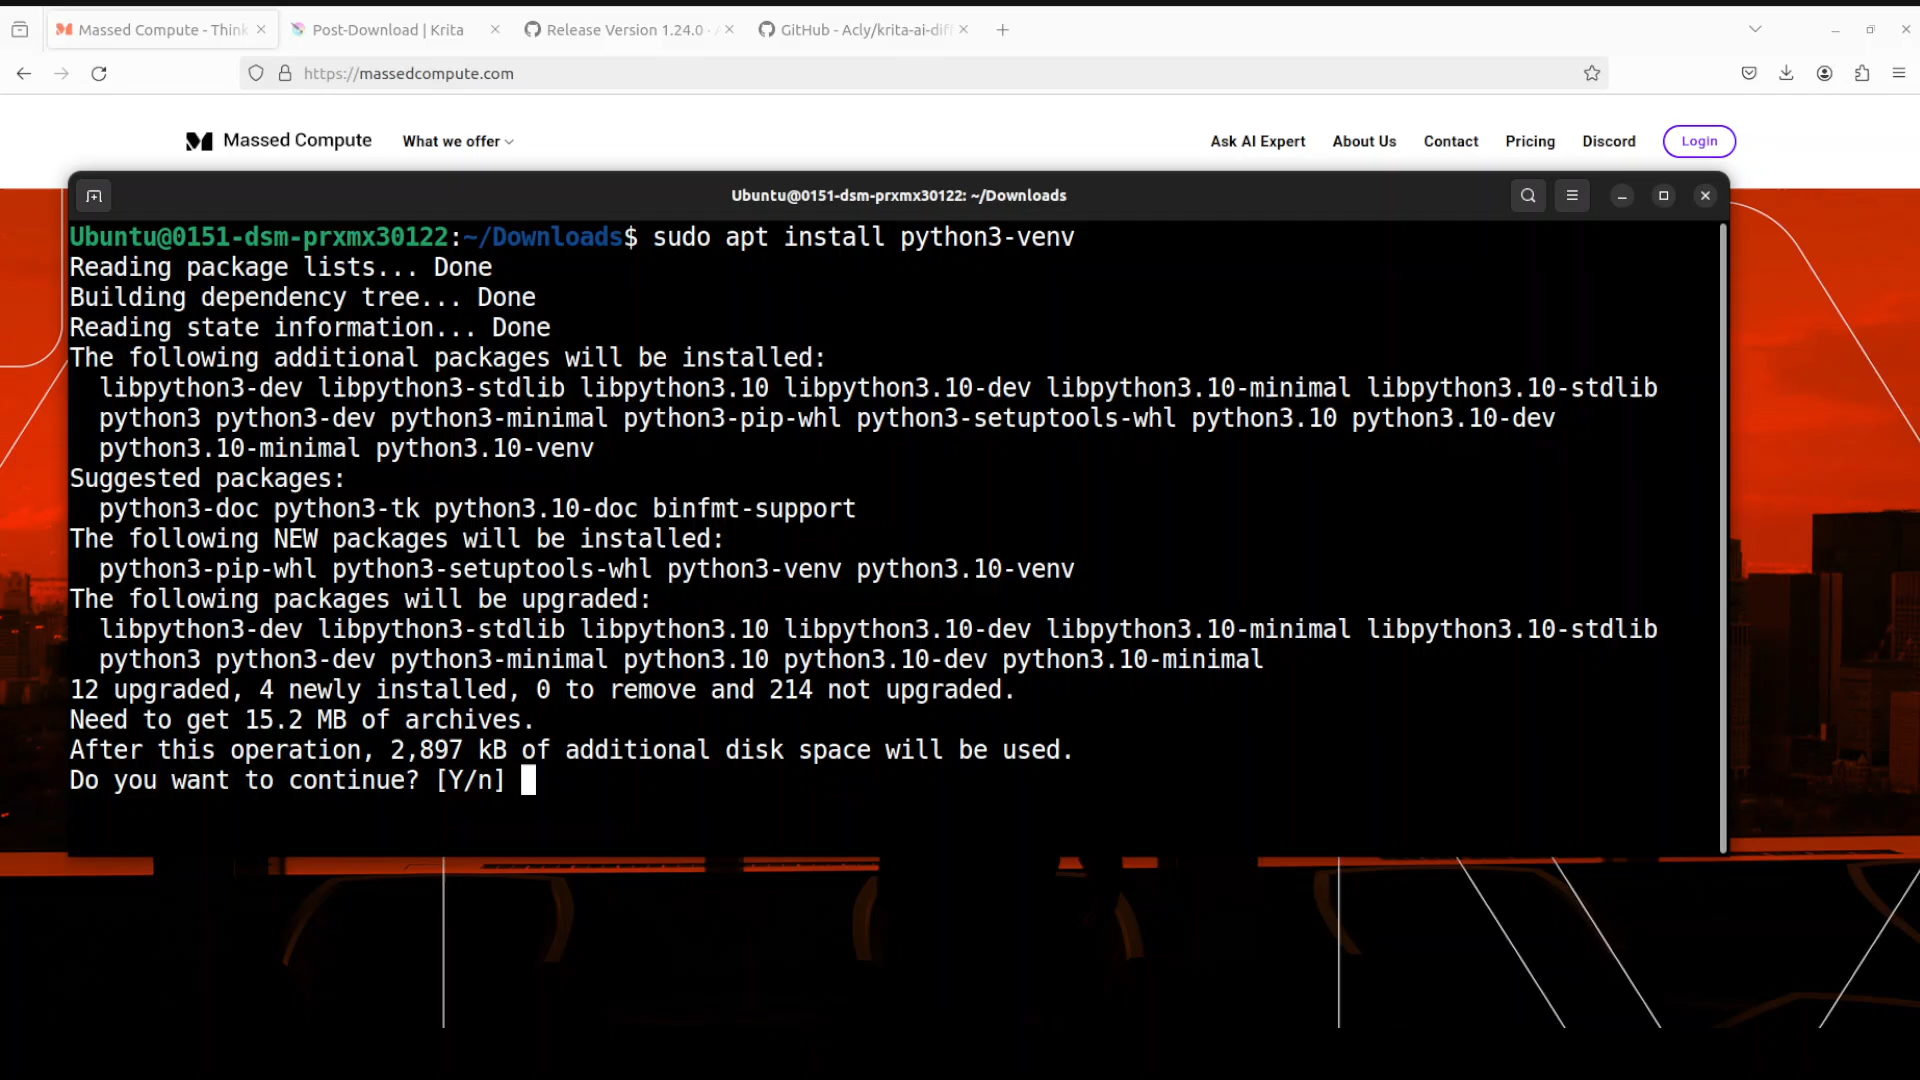 Massed Compute - Think
Post-Download | Krita
Release Version 1.24.0 ·
GitHub - Acly/krita-ai-dif
https://massedcompute.com
Massed Compute
What we offer
Ask AI Expert
About Us
Contact
Pricing
Discord
Login
Ubuntu@0151-dsm-prxmx30122: ~/Downloads
Ubuntu@0151-dsm-prxmx30122:~/Downloads$ sudo apt install python3-venv
Reading package lists... Done
Building dependency tree... Done
Reading state information... Done
The following additional packages will be installed:
libpython3-dev libpython3-stdlib libpython3.10 libpython3.10-dev libpython3.10-minimal libpython3.10-stdlib
python3 python3-dev python3-minimal python3-pip-whl python3-setuptools-whl python3.10 python3.10-dev
python3.10-minimal python3.10-venv
Suggested packages:
python3-doc python3-tk python3.10-doc binfmt-support
The following NEW packages will be installed:
python3-pip-whl python3-setuptools-whl python3-venv python3.10-venv
The following packages will be upgraded:
libpython3-dev libpython3-stdlib libpython3.10 libpython3.10-dev libpython3.10-minimal libpython3.10-stdlib
python3 python3-dev python3-minimal python3.10 python3.10-dev python3.10-minimal
12 upgraded, 4 newly installed, 0 to remove and 214 not upgraded.
Need to get 15.2 MB of archives.
After this operation, 2,897 kB of additional disk space will be used.
Do you want to continue? [Y/n]